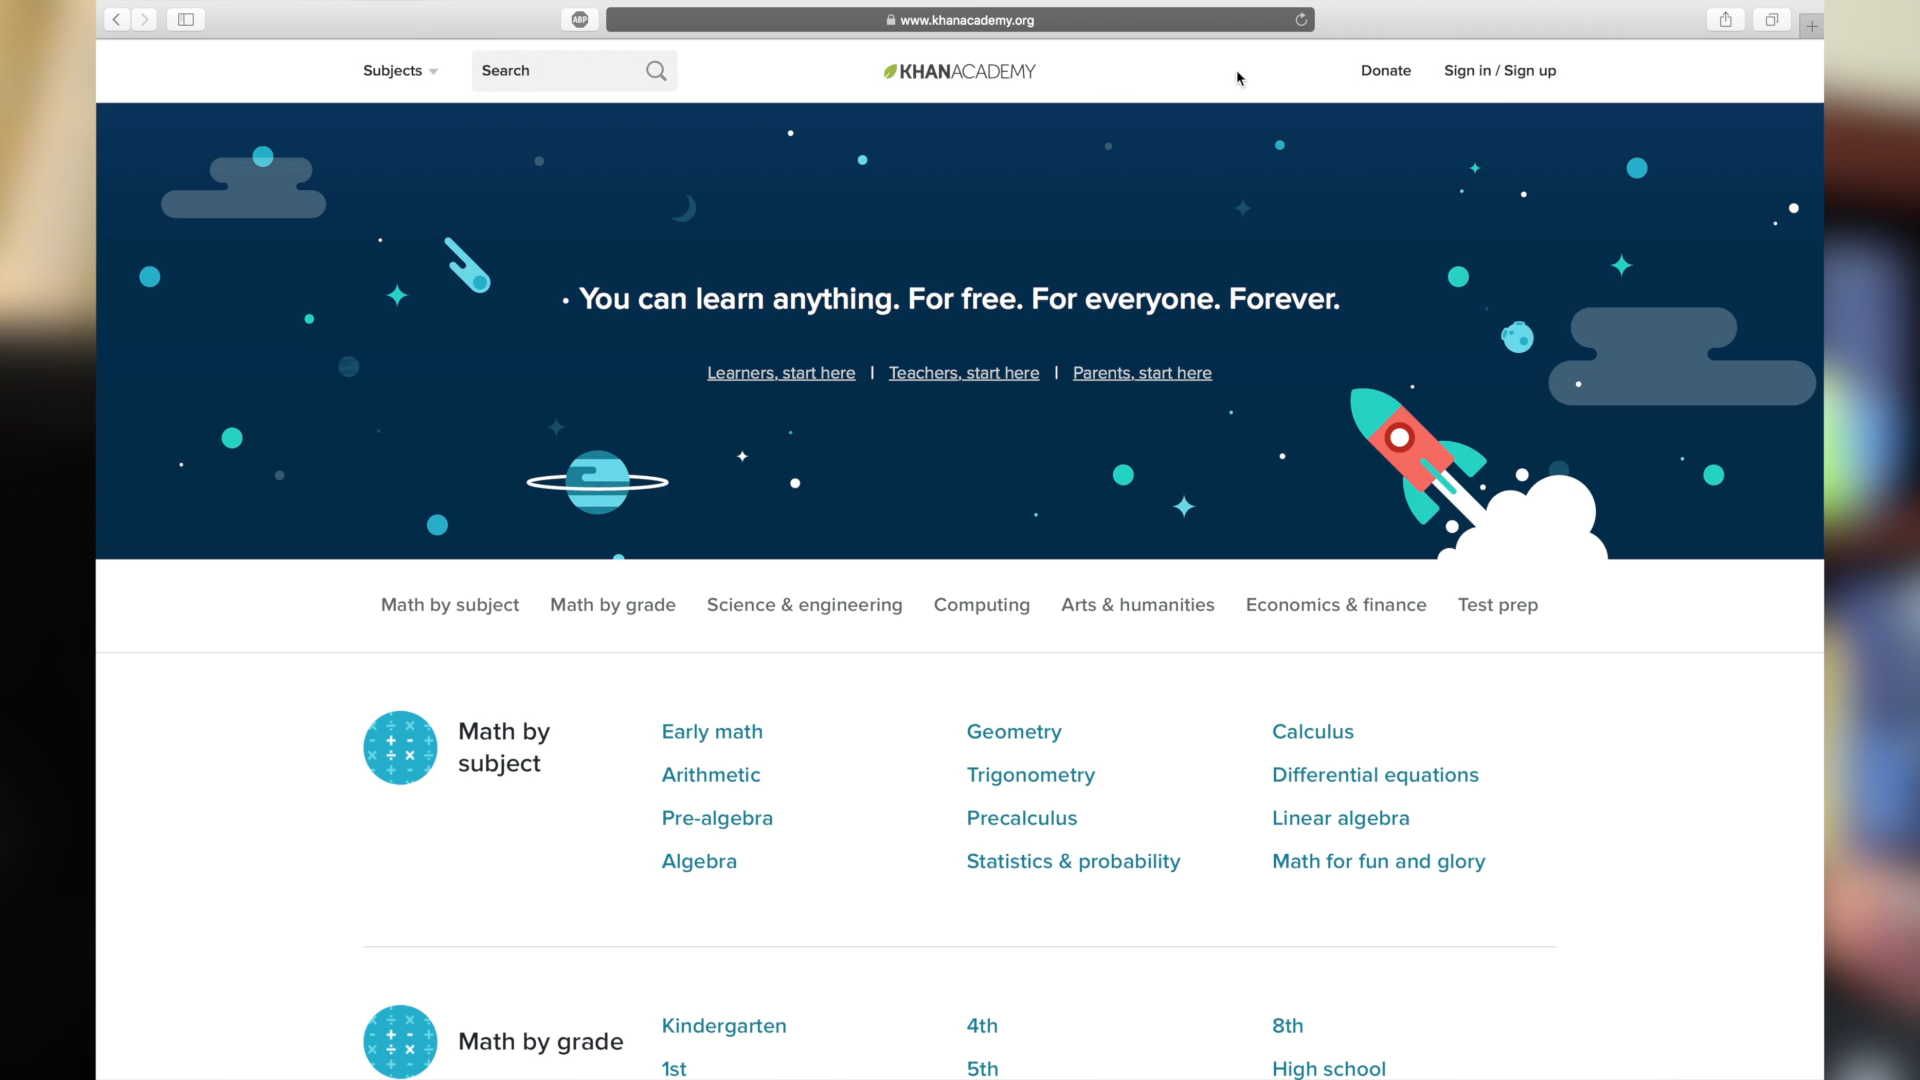 ABP
www.khanacademy.org
Subjects
Search
KHANACADEMY
Donate
Sign in / Sign up
You can learn anything. For free. For everyone. Forever.
Learners, start here | Teachers, start here | Parents, start here
Math by subject
Math by grade
Science & engineering
Computing
Arts & humanities
Economics & finance
Test prep
Math by
subject
Early math
Arithmetic
Pre-algebra
Algebra
Geometry
Trigonometry
Precalculus
Statistics & probability
Calculus
Differential equations
Linear algebra
Math for fun and glory
Math by grade
Kindergarten
1st
4th
5th
8th
High school